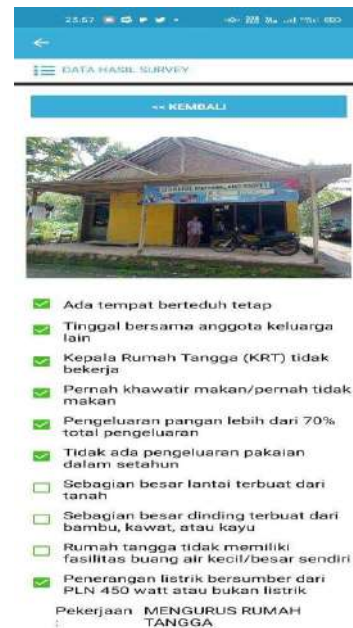 23.57
DATA HASIL SURVEY
<< KEMBALI
Ada tempat berteduh tetap
Tinggal bersama anggota keluarga
lain
Kepala Rumah Tangga (KRT) tidak
bekerja
Pernah khawatir makan/pernah tidak
makan
Pengeluaran pangan lebih dari 70%
total pengeluaran
Tidak ada pengeluaran pakaian
dalam setahun
Sebagian besar lantai terbuat dari
tanah
Sebagian besar dinding terbuat dari
bambu, kawat, atau kayu
Rumah tangga tidak memiliki
fasilitas buang air kecil/besar sendiri
Penerangan listrik bersumber dari
PLN 450 watt atau bukan listrik
Pekerjaan MENGURUS RUMAH
: TANGGA